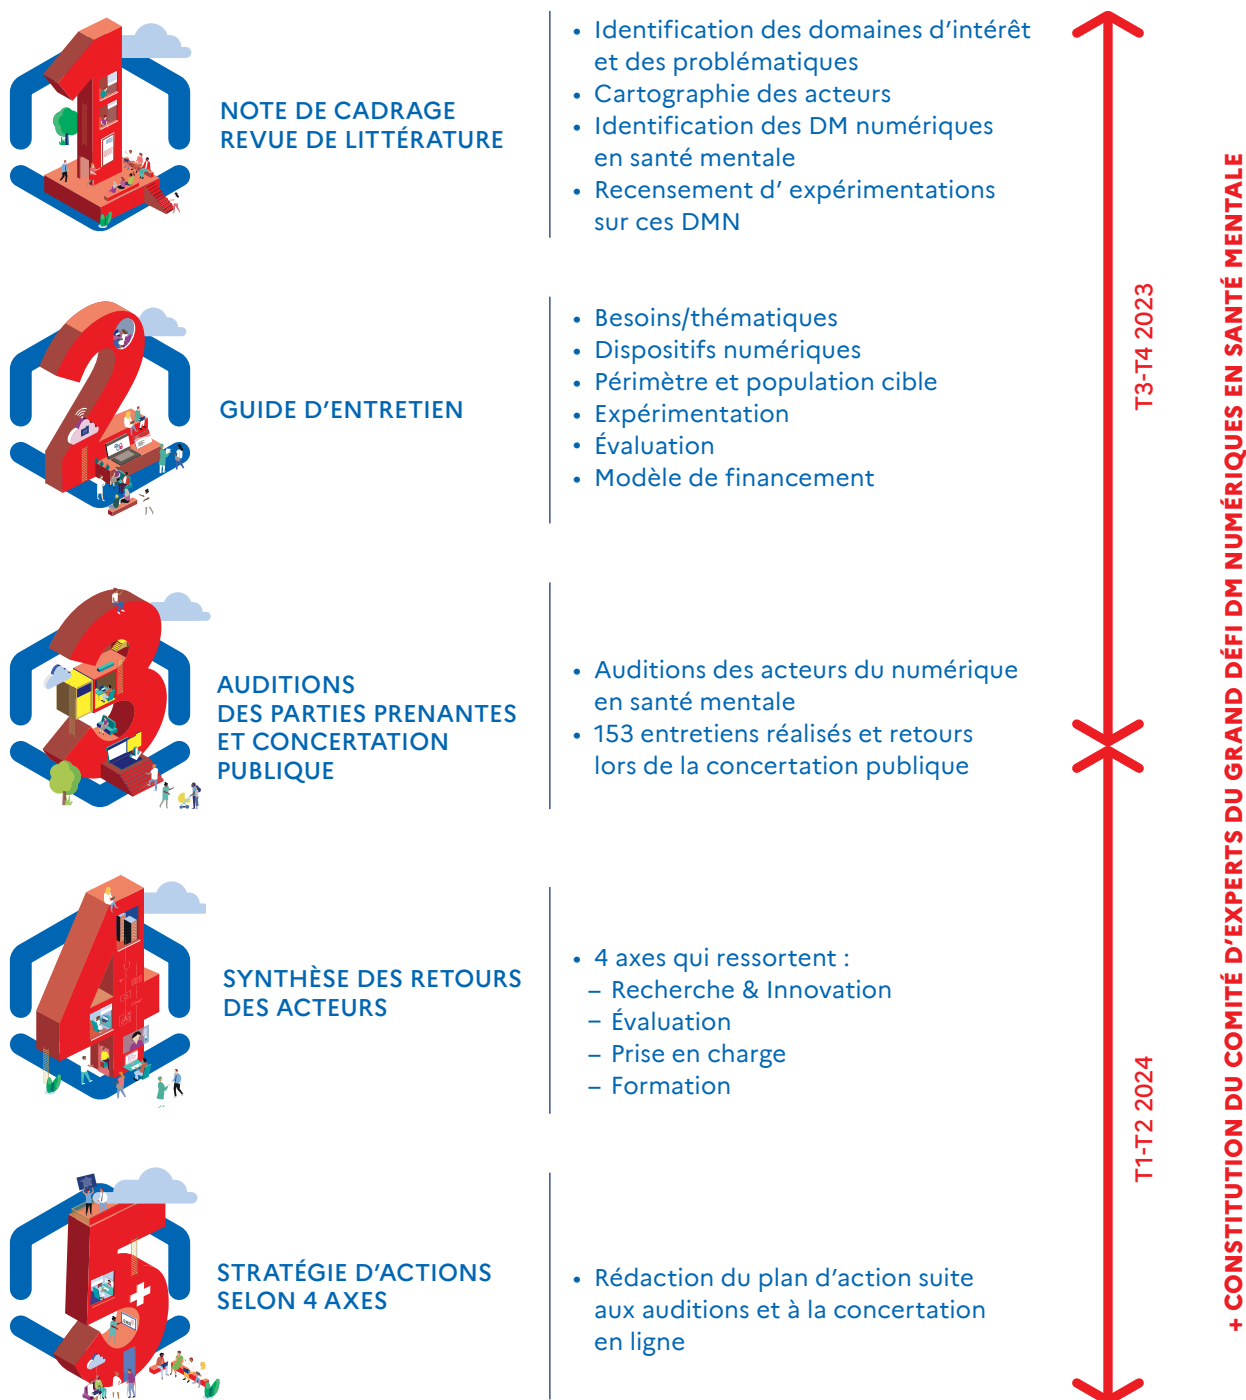 NOTE DE CADRAGE
REVUE DE LITTÉRATURE
• Identification des domaines d’intérêt
et des problématiques
• Cartographie des acteurs
• Identification des DM numériques
en santé mentale
• Recensement d’ expérimentations
sur ces DMN
GUIDE D’ENTRETIEN
• Besoins/thématiques
• Dispositifs numériques
• Périmètre et population cible
• Expérimentation
• Évaluation
• Modèle de financement
AUDITIONS
DES PARTIES PRENANTES
ET CONCERTATION
PUBLIQUE
• Auditions des acteurs du numérique
en santé mentale
• 153 entretiens réalisés et retours
lors de la concertation publique
SYNTHÈSE DES RETOURS
DES ACTEURS
• 4 axes qui ressortent :
– Recherche & Innovation
– Évaluation
– Prise en charge
– Formation
STRATÉGIE D’ACTIONS
SELON 4 AXES
• Rédaction du plan d’action suite
aux auditions et à la concertation
en ligne
T3-T4 2023
T1-T2 2024
+ CONSTITUTION DU COMITÉ D’EXPERTS DU GRAND DÉFI DM NUMÉRIQUES EN SANTÉ MENTALE
1
2
3
4
5